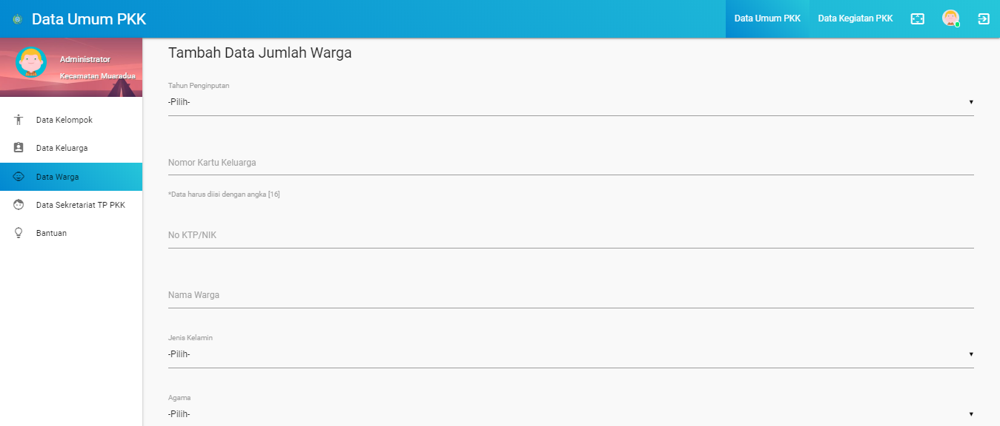 Data Umum PKK
Data Umum PKK
Data Kegiatan PKK
Administrator
Kecamatan Muaradua
Data Kelompok
Data Keluarga
Data Warga
Data Sekretariat TP PKK
Bantuan
Tambah Data Jumlah Warga
Tahun Penginputan
-Pilih-
Nomor Kartu Keluarga
*Data harus diisi dengan angka [16]
No KTP/NIK
Nama Warga
Jenis Kelamin
-Pilih-
Agama
-Pilih-